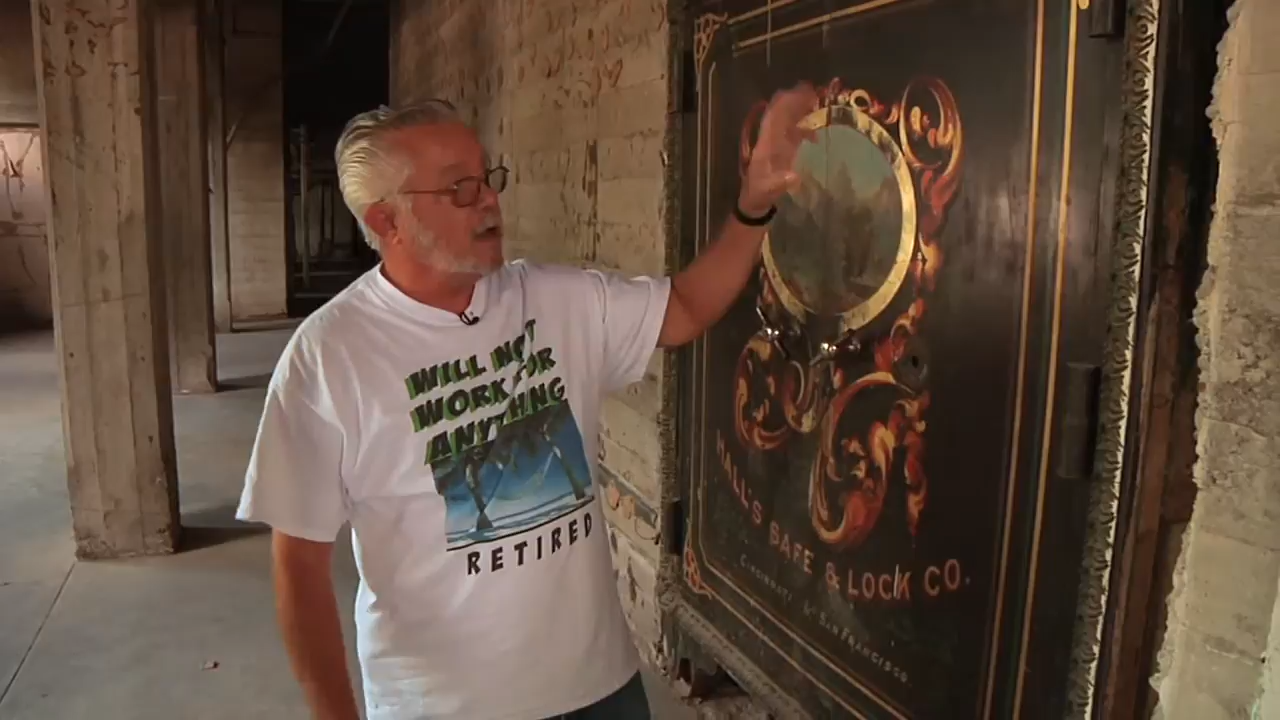 WILL NOT
WORK FOR
ANYTHING
RETIRED
HALL'S SAFE & LOCK CO.
CINCINNATI & SAN FRANCISCO.